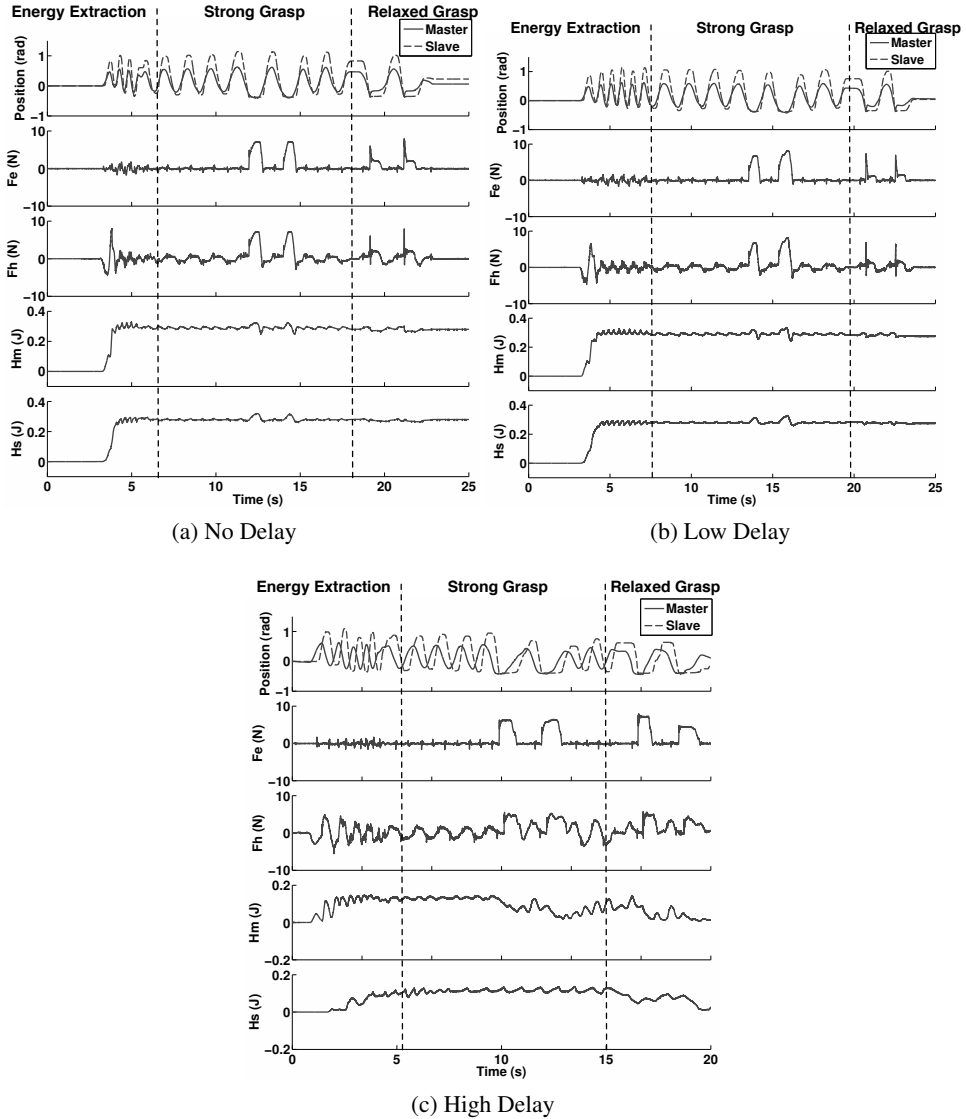 Energy Extraction Strong Grasp Relaxed Grasp
Master
Slave
Position (rad)
1
0
−1
Fe (N)
10
0
−10
Fh (N)
10
0
−10
Hm (J)
0.4
0.2
0
Hs (J)
0.4
0.2
0
0 5 10 15 20 25
Time (s)
(a) No Delay
Energy Extraction Strong Grasp Relaxed Grasp
Master
Slave
Position (rad)
1
0
−1
Fe (N)
10
0
−10
Fh (N)
10
0
−10
Hm (J)
0.4
0.2
0
Hs (J)
0.4
0.2
0
0 5 10 15 20 25
Time (s)
(b) Low Delay
Energy Extraction Strong Grasp Relaxed Grasp
Master
Slave
Position (rad)
1
0
−1
Fe (N)
10
0
−10
Fh (N)
10
0
−10
Hm (J)
0.2
0
−0.2
Hs (J)
0.2
0
−0.2
0 5 10 15 20
Time (s)
(c) High Delay